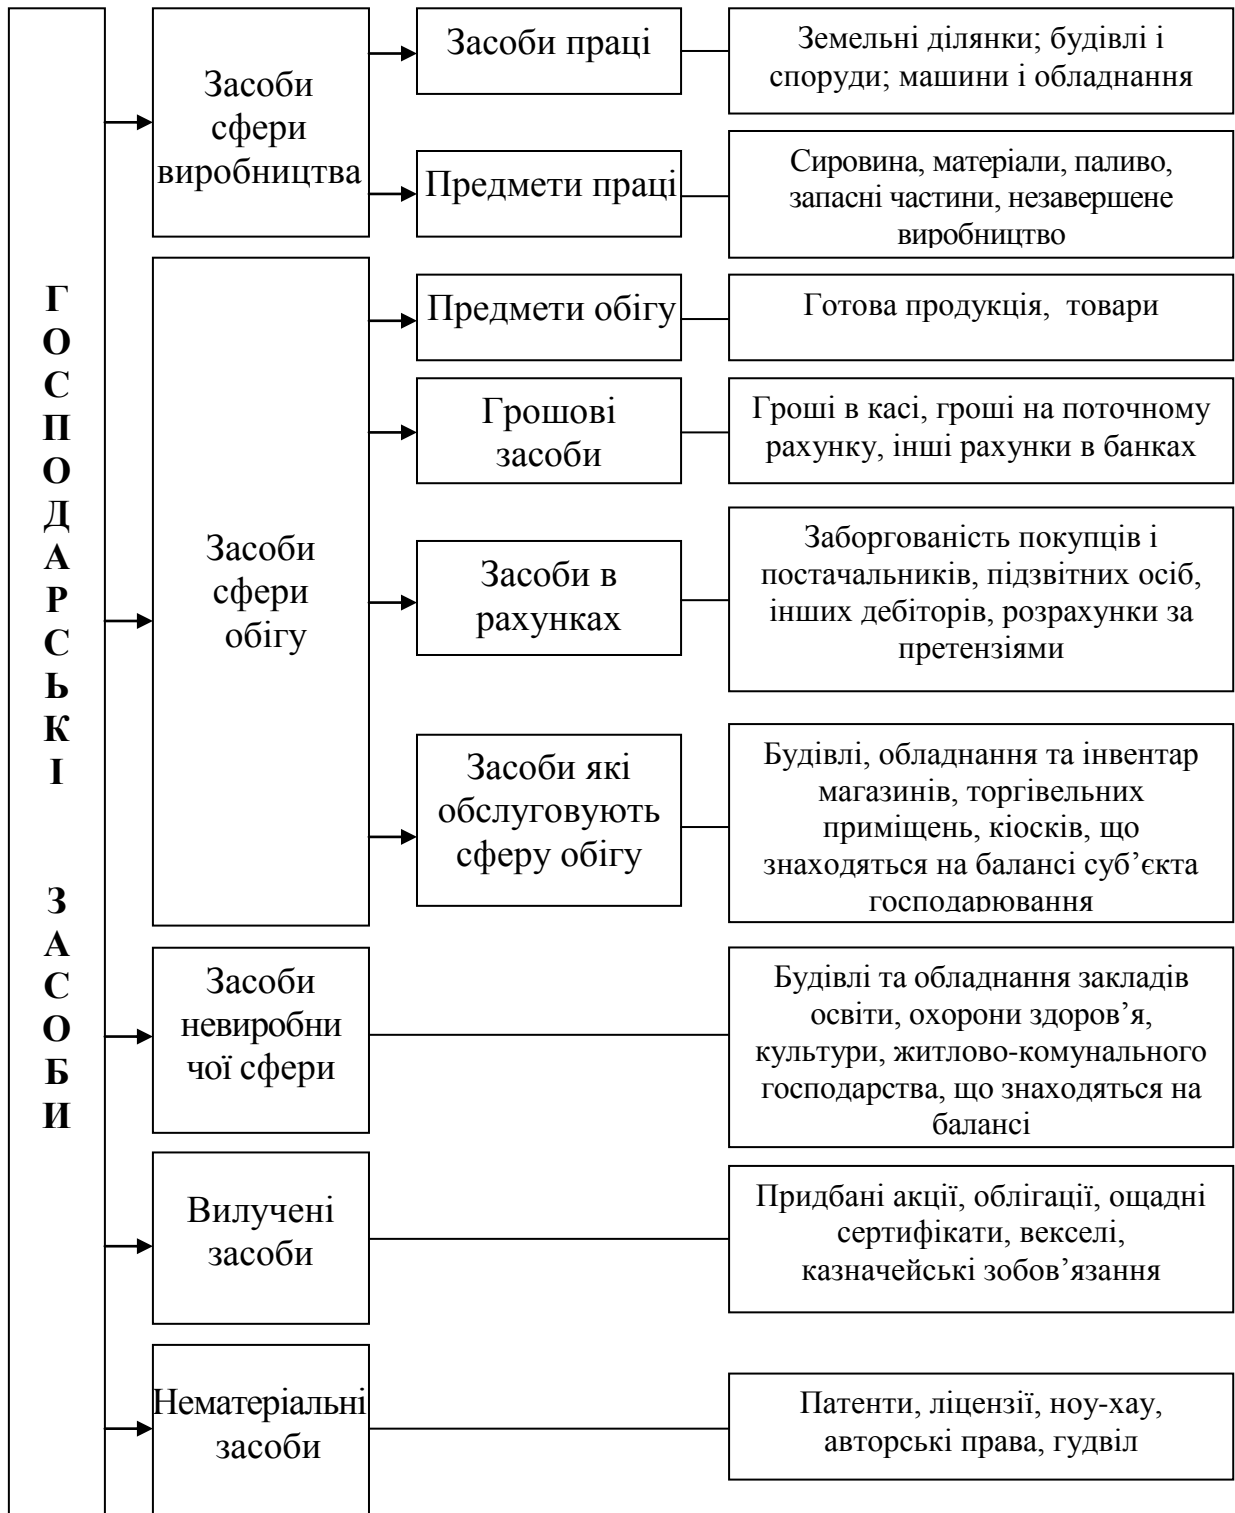 ГОСПОДАРСЬКІ ЗАСОБИ
Засоби
сфери
виробництва
Засоби праці
Земельні ділянки; будівлі і
споруди; машини і обладнання
Предмети праці
Сировина, матеріали, паливо,
запасні частини, незавершене
виробництво
Засоби
сфери
обігу
Предмети обігу
Готова продукція, товари
Грошові
засоби
Гроші в касі, гроші на поточному
рахунку, інші рахунки в банках
Засоби в
рахунках
Заборгованість покупців і
постачальників, підзвітних осіб,
інших дебіторів, розрахунки за
претензіями
Засоби які
обслуговують
сферу обігу
Будівлі, обладнання та інвентар
магазинів, торгівельних
приміщень, кіосків, що
знаходяться на балансі суб’єкта
господарювання
Засоби
невиробни
чої сфери
Будівлі та обладнання закладів
освіти, охорони здоров’я,
культури, житлово-комунального
господарства, що знаходяться на
балансі
Вилучені
засоби
Придбані акції, облігації, ощадні
сертифікати, векселі,
казначейські зобов’язання
Нематеріальні
засоби
Патенти, ліцензії, ноу-хау,
авторські права, гудвіл